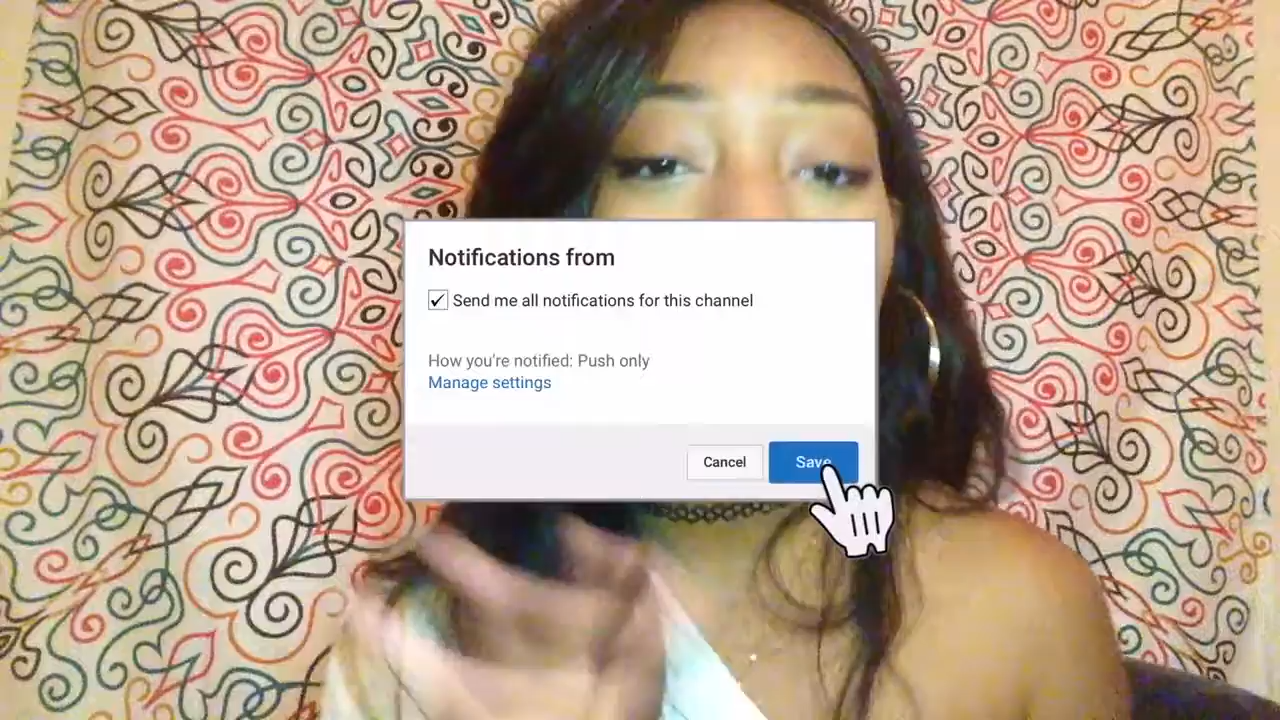 Notifications from
Send me all notifications for this channel
How you're notified: Push only
Manage settings
Cancel
Save